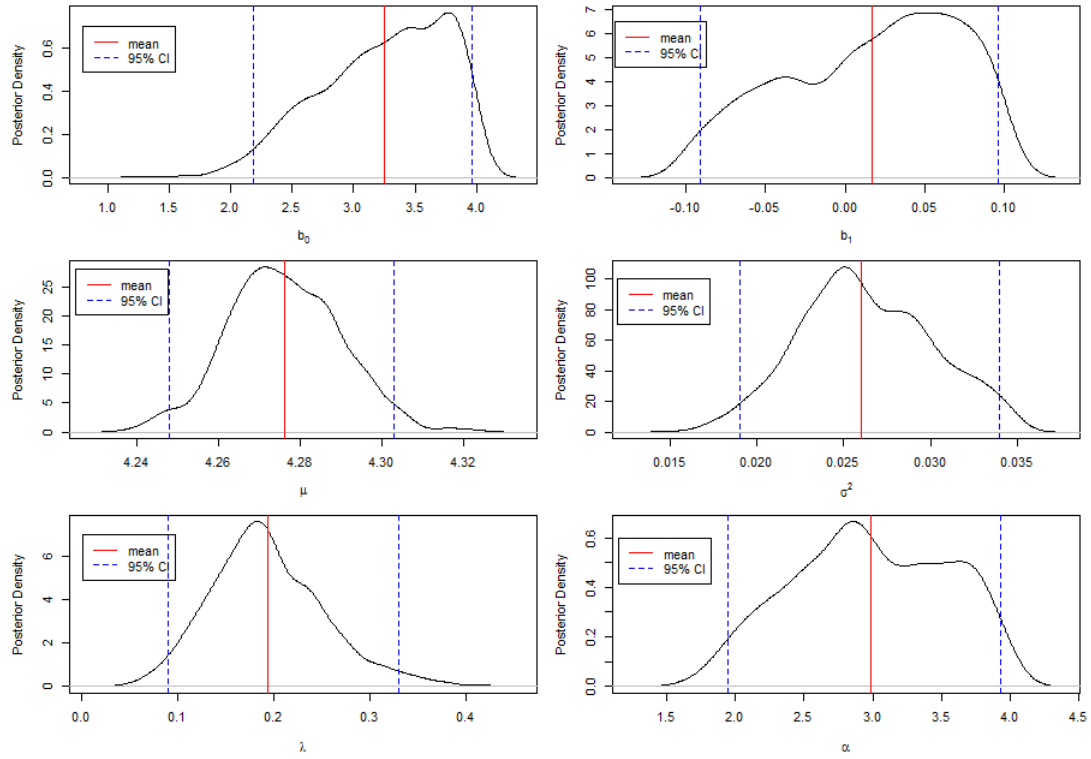 Posterior Density
0.0 0.2 0.4 0.6
mean
95% CI
1.0 1.5 2.0 2.5 3.0 3.5 4.0
b0
Posterior Density
0 1 2 3 4 5 6 7
mean
95% CI
-0.10 -0.05 0.00 0.05 0.10
b1
Posterior Density
0 5 10 15 20 25
mean
95% CI
4.24 4.26 4.28 4.30 4.32
μ
Posterior Density
0 20 40 60 80 100
mean
95% CI
0.015 0.020 0.025 0.030 0.035
σ2
Posterior Density
0 2 4 6
mean
95% CI
0.0 0.1 0.2 0.3 0.4
λ
Posterior Density
0.0 0.2 0.4 0.6
mean
95% CI
1.5 2.0 2.5 3.0 3.5 4.0 4.5
α